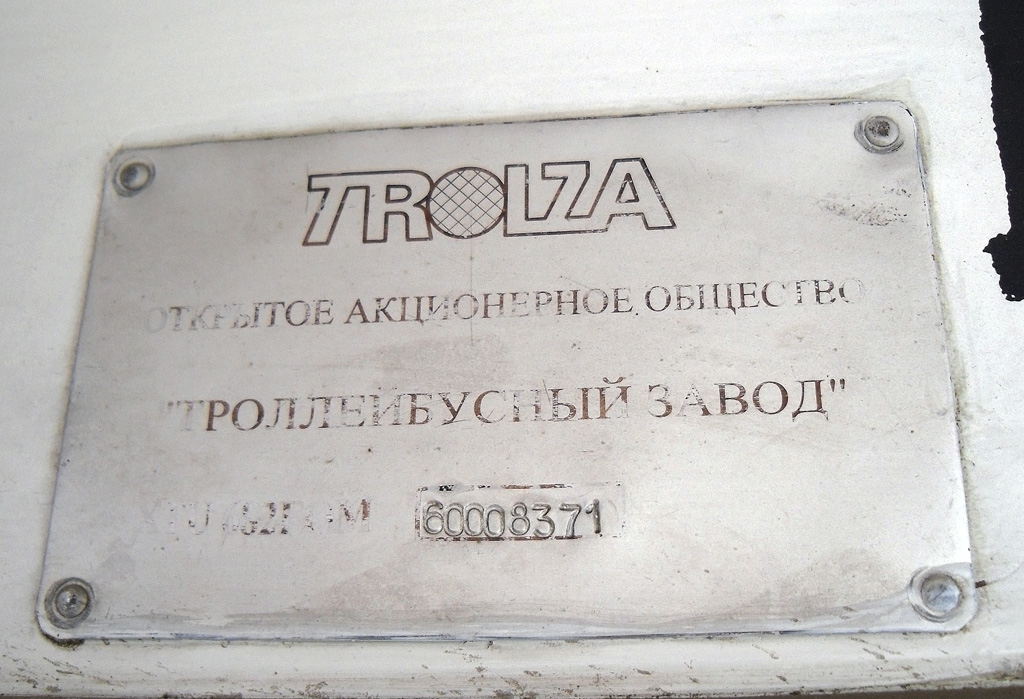 TROLZA
ОТКРЫТОЕ АКЦИОНЕРНОЕ ОБЩЕСТВО
"ТРОЛЛЕЙБУСНЫЙ ЗАВОД"
60008371